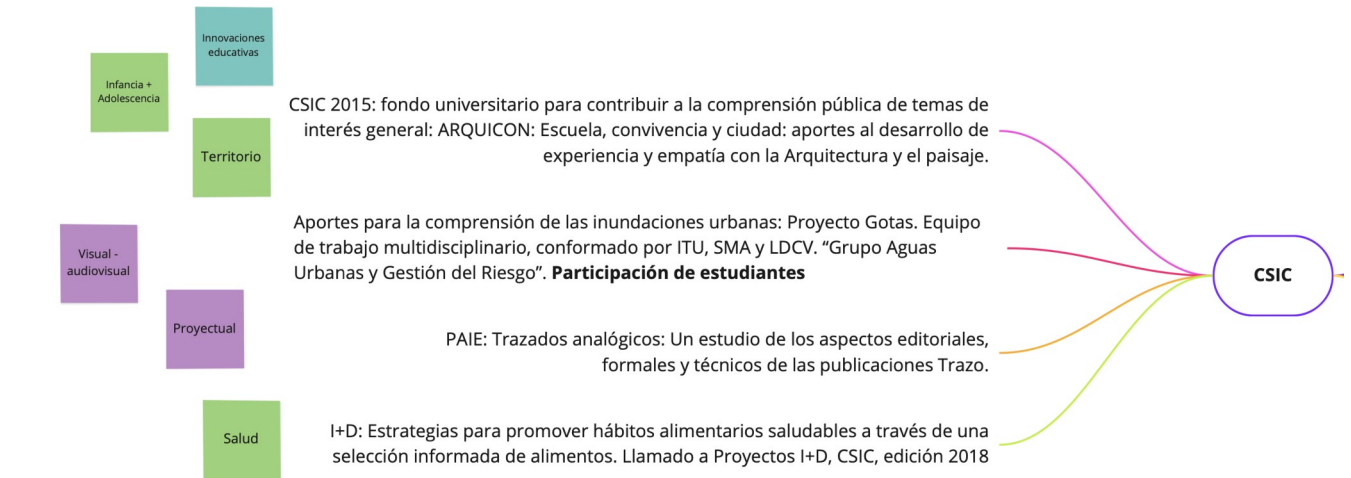 Innovaciones
educativas
Infancia +
Adolescencia
CSIC 2015: fondo universitario para contribuir a la comprensión pública de temas de
interés general: ARQUICON: Escuela, convivencia y ciudad: aportes al desarrollo de
experiencia y empatía con la Arquitectura y el paisaje.
Territorio
Aportes para la comprensión de las inundaciones urbanas: Proyecto Gotas. Equipo
de trabajo multidisciplinario, conformado por ITU, SMA y LDCV. “Grupo Aguas
Urbanas y Gestión del Riesgo”. Participación de estudiantes
Visual -
audiovisual
CSIC
Proyectual
PAIE: Trazados analógicos: Un estudio de los aspectos editoriales,
formales y técnicos de las publicaciones Trazo.
Salud
I+D: Estrategias para promover hábitos alimentarios saludables a través de una
selección informada de alimentos. Llamado a Proyectos I+D, CSIC, edición 2018